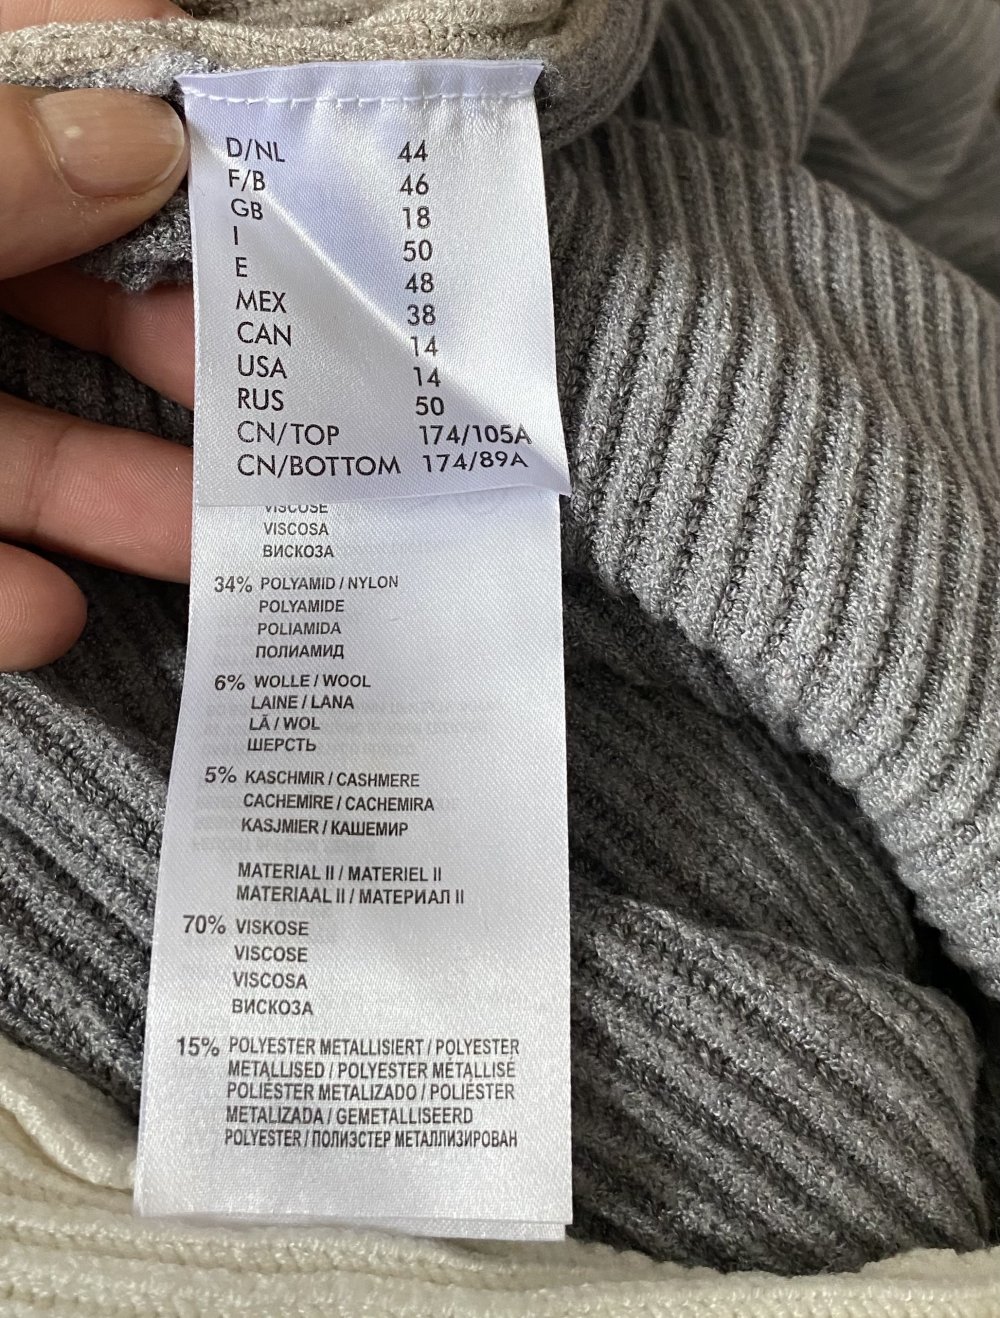 D/NL 44
F/B 46
GB 18
I 50
E 48
MEX 38
CAN 14
USA 14
RUS 50
CN/TOP 174/105A
CN/BOTTOM 174/89A
VISCOSE
VISCOSA
ВИСКОЗА
34% POLYAMID / NYLON
POLYAMIDE
POLIAMIDA
ПОЛИАМИД
6% WOLLE / WOOL
LAINE / LANA
LÃ / WOL
ШЕРСТЬ
5% KASCHMIR / CASHMERE
CACHEMIRE / CACHEMIRA
KASJMIER / КАШЕМИР
MATERIAL II / MATERIEL II
MATERIAAL II / МАТЕРИАЛ II
70% VISKOSE
VISCOSE
VISCOSA
ВИСКОЗА
15% POLYESTER METALLISIERT / POLYESTER
METALLISED / POLYESTER MÉTALLISÉ
POLIÉSTER METALIZADO / POLIÉSTER
METALIZADA / GEMETALLISEERD
POLYESTER / ПОЛИЭСТЕР МЕТАЛЛИЗИРОВАН